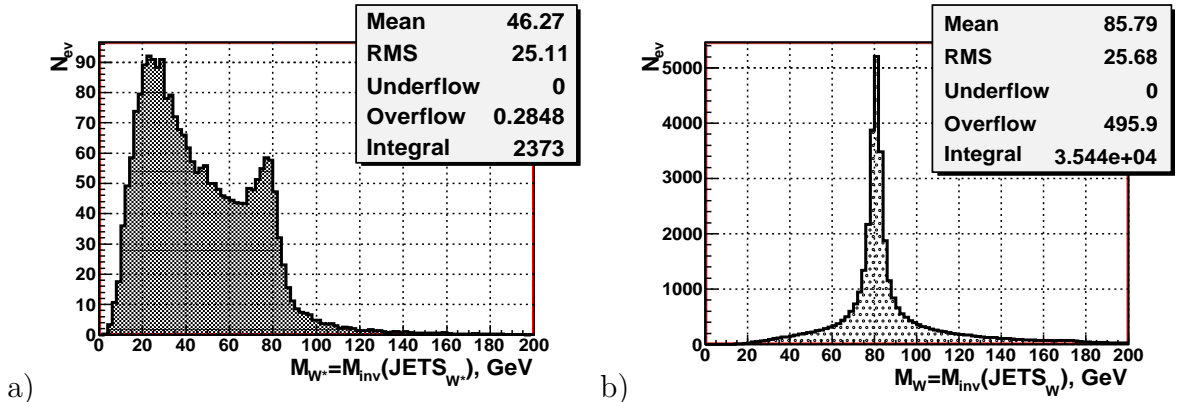 Mean 46.27
RMS 25.11
Underflow 0
Overflow 0.2848
Integral 2373
N_ev
90
80
70
60
50
40
30
20
10
0
0 20 40 60 80 100 120 140 160 180 200
M_W*=M_inv(JETS_W*), GeV
a)
Mean 85.79
RMS 25.68
Underflow 0
Overflow 495.9
Integral 3.544e+04
N_ev
5000
4000
3000
2000
1000
0
0 20 40 60 80 100 120 140 160 180 200
M_W=M_inv(JETS_W), GeV
b)